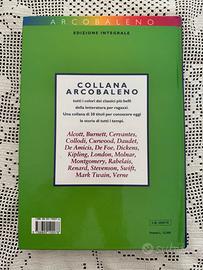 ARCOBALENO
EDIZIONE INTEGRALE
COLLANA
ARCOBALENO
tutti i colori dei classici più belli
della letteratura per ragazzi.
Una collana di 38 titoli per conoscere oggi
le storie di tutti i tempi.
Alcott, Burnett, Cervantes,
Collodi, Curwood, Daudet,
De Amicis, De Foe, Dickens,
Kipling, London, Molnar,
Montgomery, Rabelais,
Renard, Stevenson, Swift,
Mark Twain, Verne